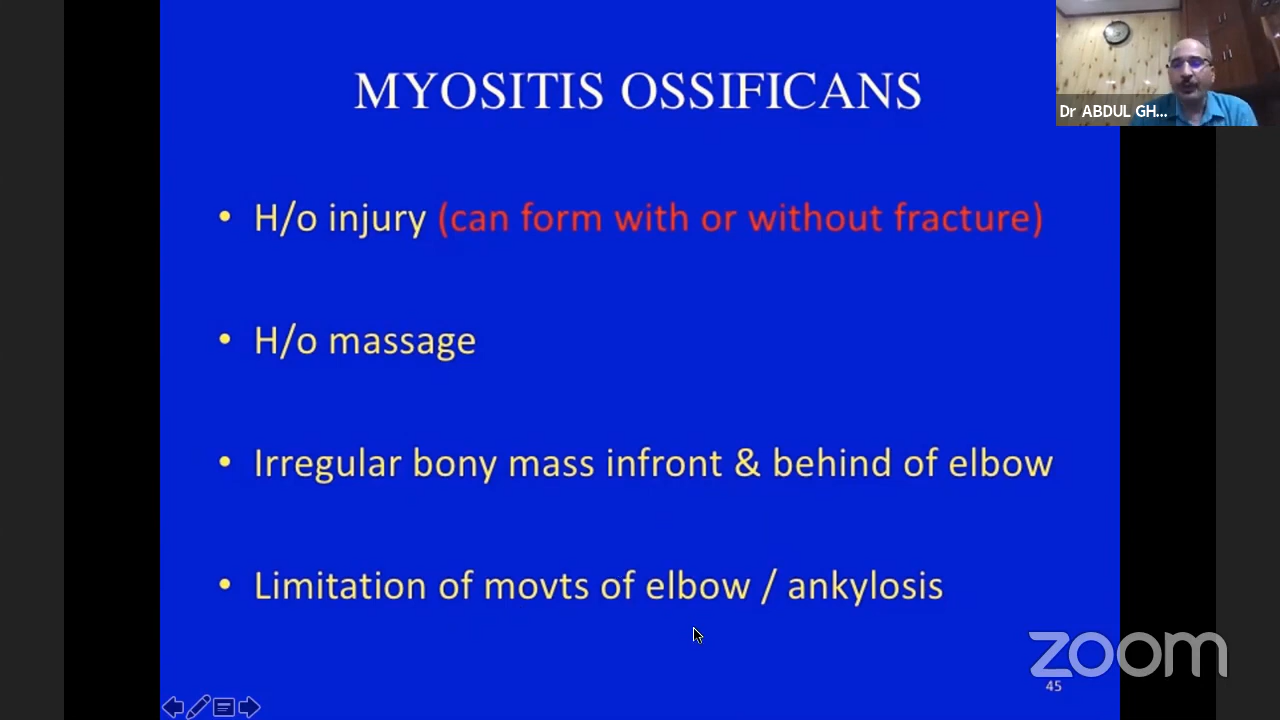 MYOSITIS OSSIFICANS
Dr ABDUL GH...
• H/o injury (can form with or without fracture)
• H/o massage
• Irregular bony mass infront & behind of elbow
• Limitation of movts of elbow / ankylosis
zoom
45